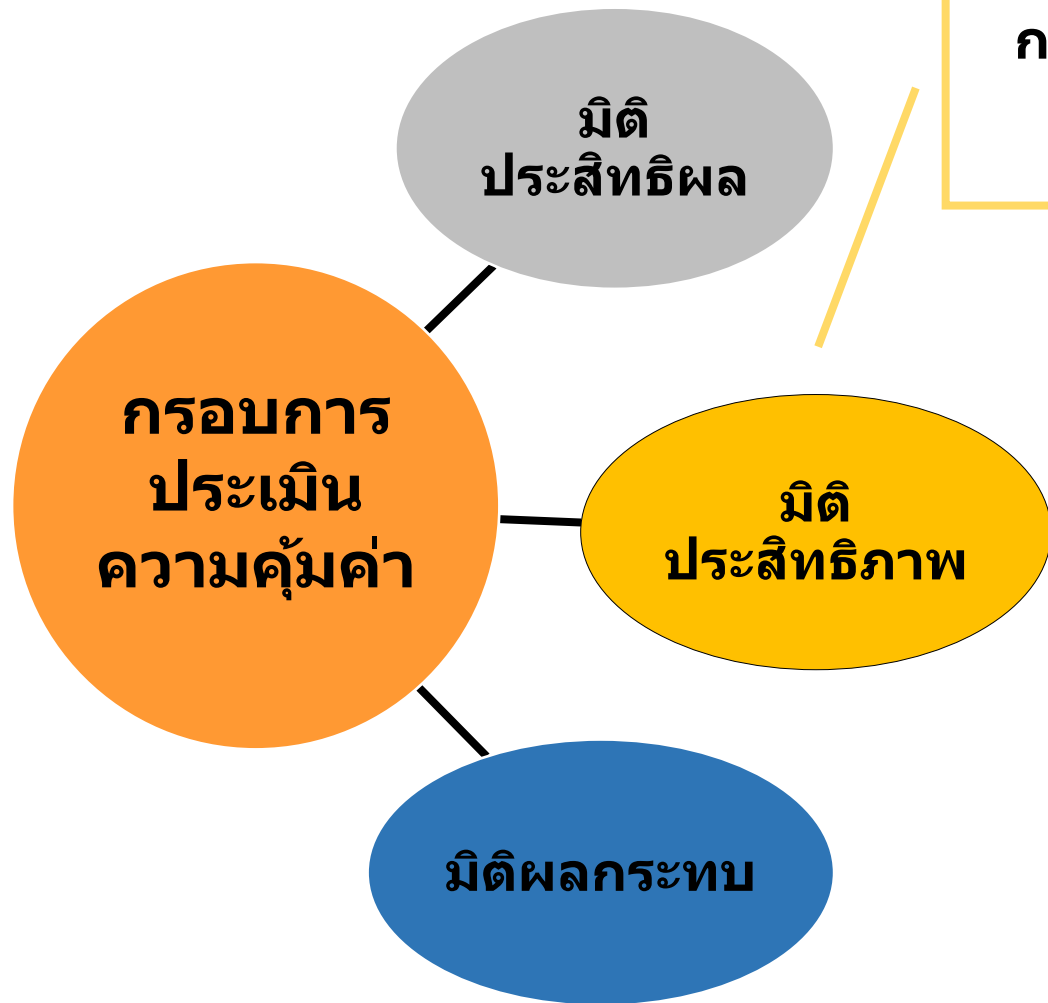 มิติ
ประสิทธิผล
กรอบการ
ประเมิน
ความคุ้มค่า
มิติ
ประสิทธิภาพ
มิติผลกระทบ